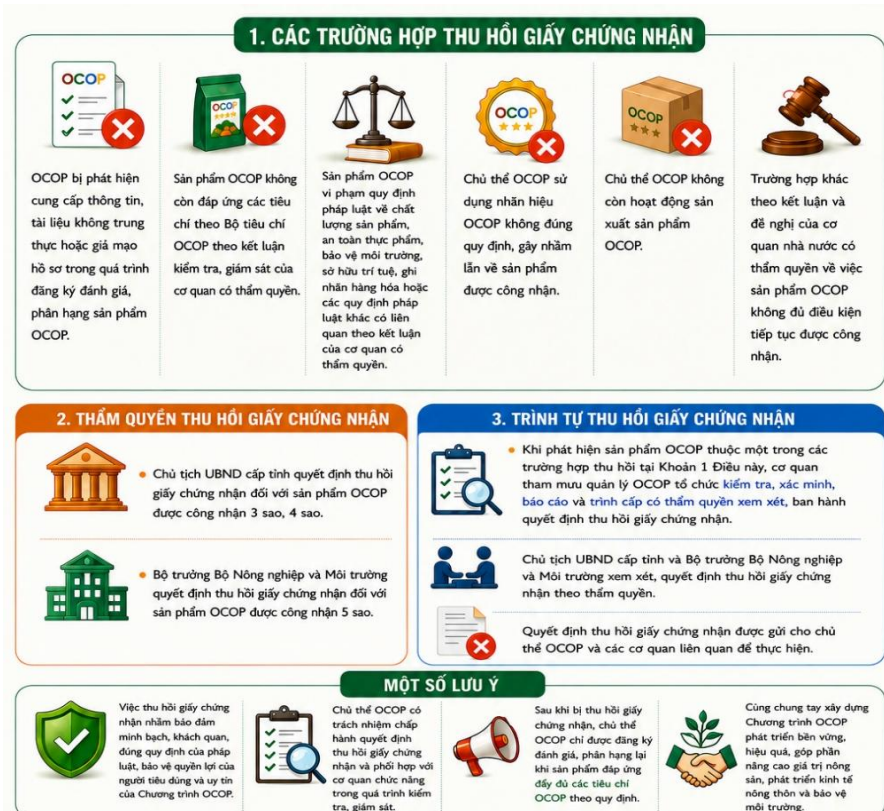 1. CÁC TRƯỜNG HỢP THU HỒI GIẤY CHỨNG NHẬN
OCOP
OCOP
OCOP
OCOP
OCOP bị phát hiện
cung cấp thông tin,
tài liệu không trung
thực hoặc giả mạo
hồ sơ trong quá trình
đăng ký đánh giá,
phân hạng sản phẩm
OCOP.
Sản phẩm OCOP không
còn đáp ứng các tiêu
chí theo Bộ tiêu chí
OCOP theo kết luận
kiểm tra, giám sát của
cơ quan có thẩm quyền.
Sản phẩm OCOP
vi phạm quy định
pháp luật về chất
lượng sản phẩm,
an toàn thực phẩm,
bảo vệ môi trường,
sở hữu trí tuệ, ghi
nhãn hàng hóa hoặc
các quy định pháp
luật khác có liên
quan theo kết luận
của cơ quan có
thẩm quyền.
Chủ thể OCOP sử
dụng nhãn hiệu
OCOP không đúng
quy định, gây nhầm
lẫn về sản phẩm
được công nhận.
Chủ thể OCOP không
còn hoạt động sản
xuất sản phẩm
OCOP.
Trường hợp khác
theo kết luận và
đề nghị của cơ
quan nhà nước có
thẩm quyền về việc
sản phẩm OCOP
không đủ điều kiện
tiếp tục được công
nhận.
2. THẨM QUYỀN THU HỒI GIẤY CHỨNG NHẬN
• Chủ tịch UBND cấp tỉnh quyết định thu hồi
giấy chứng nhận đối với sản phẩm OCOP
được công nhận 3 sao, 4 sao.
• Bộ trưởng Bộ Nông nghiệp và Môi trường
quyết định thu hồi giấy chứng nhận đối với
sản phẩm OCOP được công nhận 5 sao.
3. TRÌNH TỰ THU HỒI GIẤY CHỨNG NHẬN
• Khi phát hiện sản phẩm OCOP thuộc một trong các
trường hợp thu hồi tại Khoản 1 Điều này, cơ quan
tham mưu quản lý OCOP tổ chức kiểm tra, xác minh,
báo cáo và trình cấp có thẩm quyền xem xét, ban hành
quyết định thu hồi giấy chứng nhận.
Chủ tịch UBND cấp tỉnh và Bộ trưởng Bộ Nông nghiệp
và Môi trường xem xét, quyết định thu hồi giấy chứng
nhận theo thẩm quyền.
Quyết định thu hồi giấy chứng nhận được gửi cho chủ
thể OCOP và các cơ quan liên quan để thực hiện.
MỘT SỐ LƯU Ý
Việc thu hồi giấy chứng
nhận nhằm bảo đảm
minh bạch, khách quan,
đúng quy định của pháp
luật, bảo vệ quyền lợi của
người tiêu dùng và uy tín
của Chương trình OCOP.
Chủ thể OCOP có
trách nhiệm chấp
hành quyết định
thu hồi giấy chứng
nhận và phối hợp với
cơ quan chức năng
trong quá trình kiểm
tra, giám sát.
Sau khi bị thu hồi giấy
chứng nhận, chủ thể
OCOP chỉ được đăng ký
đánh giá, phân hạng lại
khi sản phẩm đáp ứng
đầy đủ các tiêu chí
OCOP theo quy định.
Cùng chung tay xây dựng
Chương trình OCOP
phát triển bền vững,
hiệu quả, góp phần
nâng cao giá trị nông
sản, phát triển kinh tế
nông thôn và bảo vệ
môi trường.